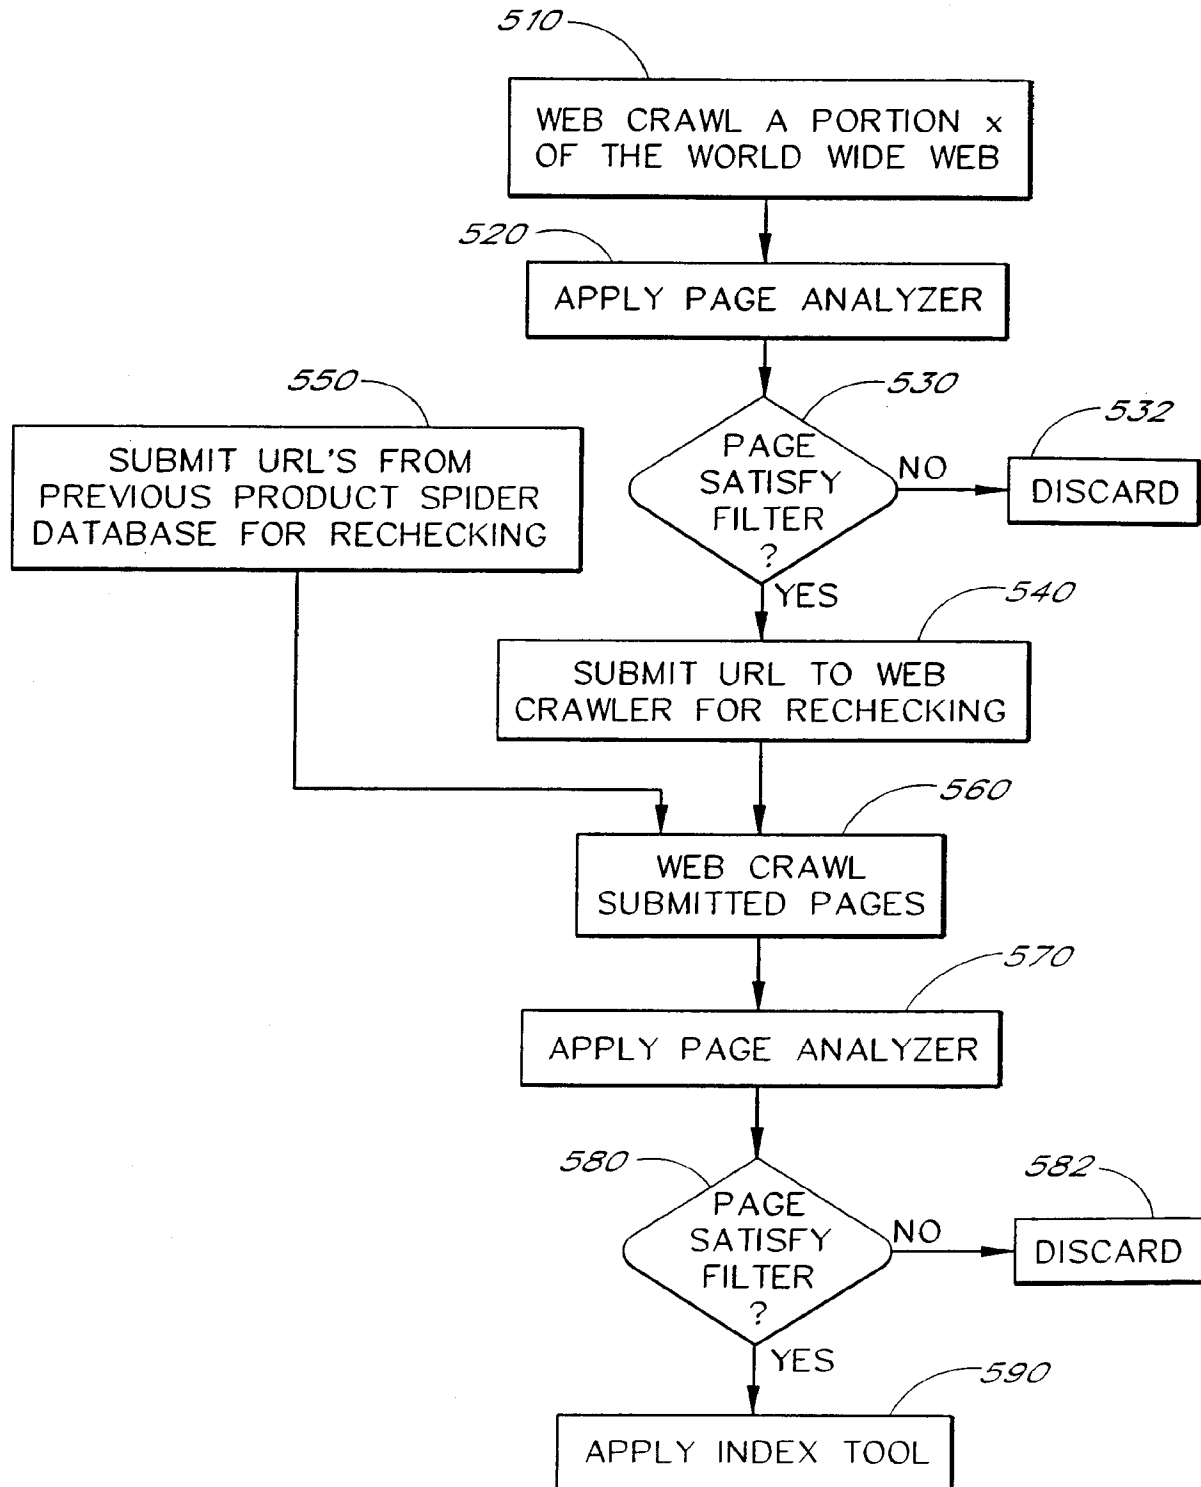 510
WEB CRAWL A PORTION x
OF THE WORLD WIDE WEB
520
APPLY PAGE ANALYZER
550
SUBMIT URL'S FROM
PREVIOUS PRODUCT SPIDER
DATABASE FOR RECHECKING
530
PAGE
SATISFY
FILTER
?
NO
532
DISCARD
YES
540
SUBMIT URL TO WEB
CRAWLER FOR RECHECKING
560
WEB CRAWL
SUBMITTED PAGES
570
APPLY PAGE ANALYZER
580
PAGE
SATISFY
FILTER
?
NO
582
DISCARD
YES
590
APPLY INDEX TOOL